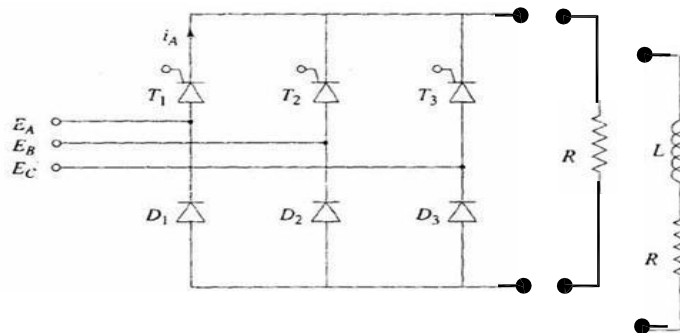 i_A
T_1 T_2 T_3
E_A
E_B
E_C
R
L
D_1 D_2 D_3
R